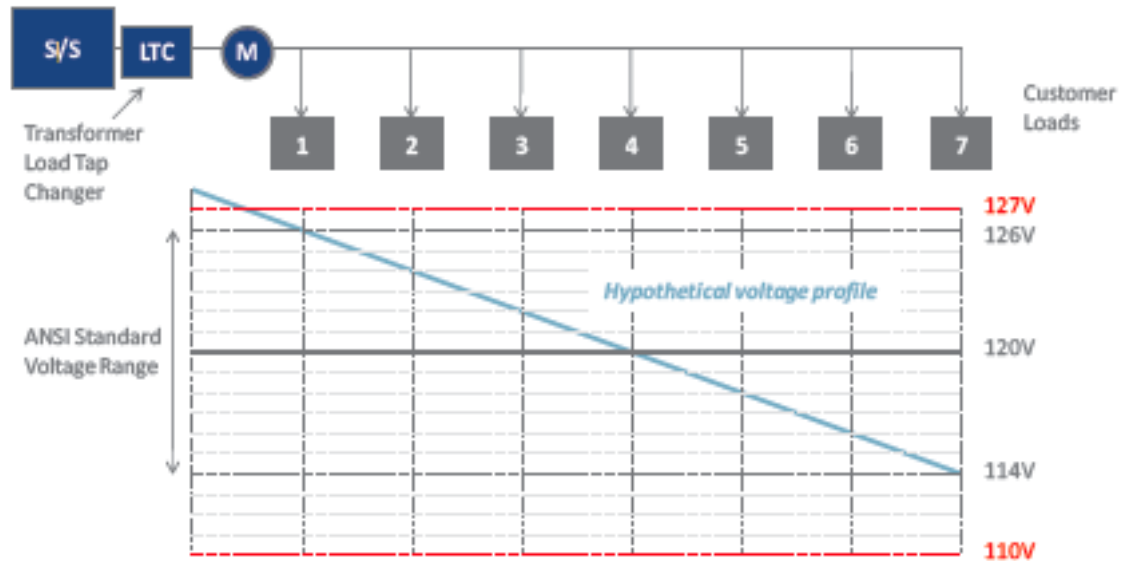 S/S
LTC
M
Transformer
Load Tap
Changer
1
2
3
4
5
6
7
Customer
Loads
127V
126V
Hypothetical voltage profile
ANSI Standard
Voltage Range
120V
114V
110V